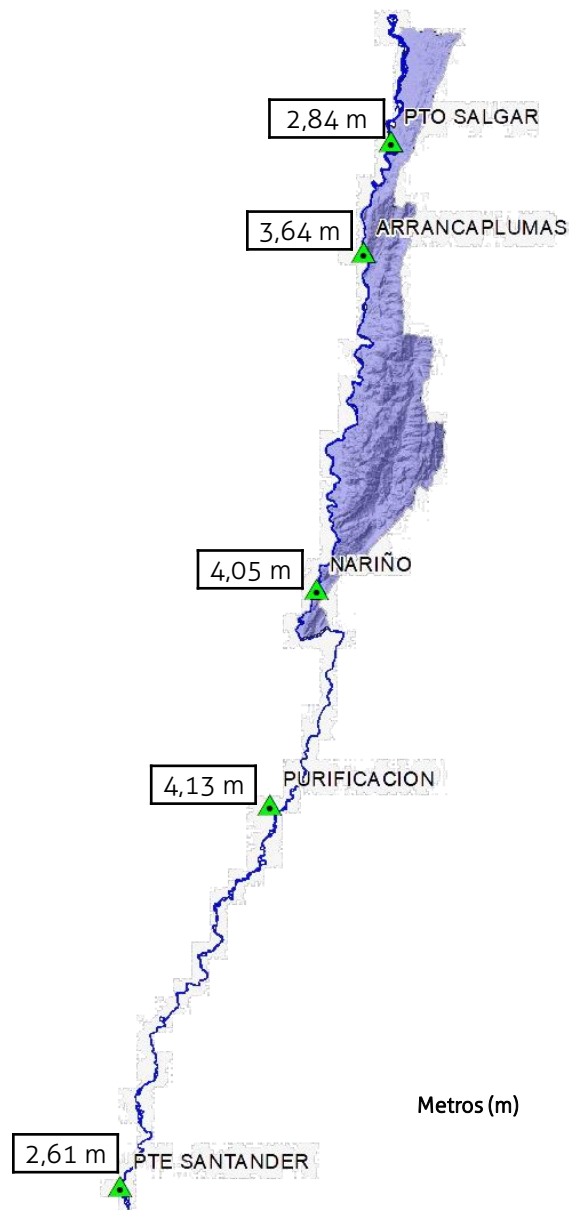 PTO SALGAR
2,84 m
ARRANCAPLUMAS
3,64 m
NARIÑO
4,05 m
PURIFICACION
4,13 m
Metros (m)
PTE SANTANDER
2,61 m